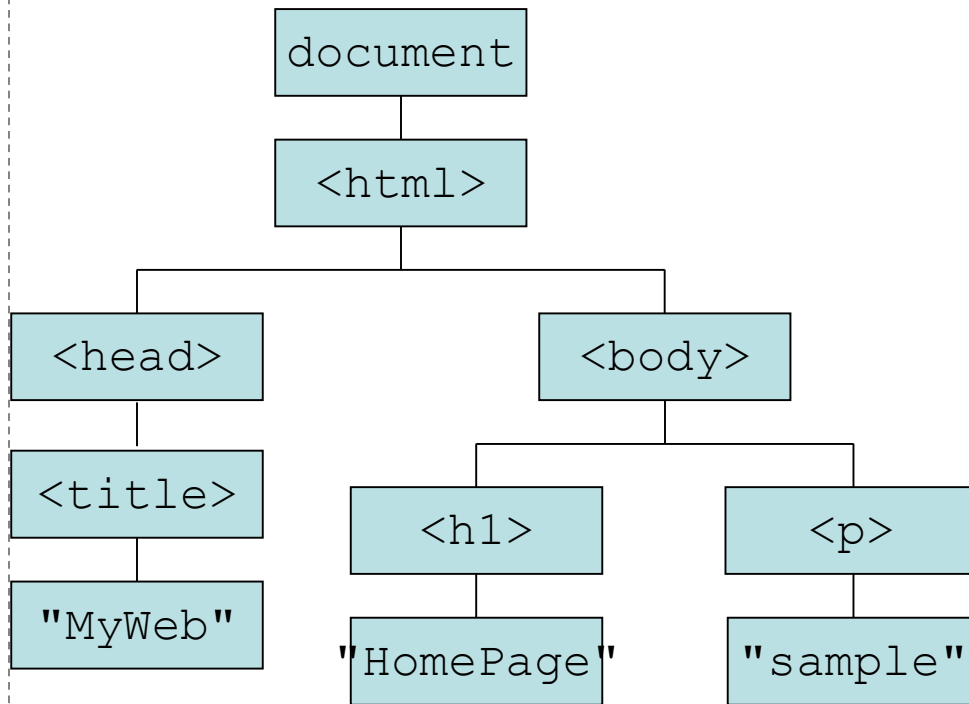 document
<html>
<head>
<body>
<title>
<h1>
<p>
"MyWeb"
"HomePage"
"sample"